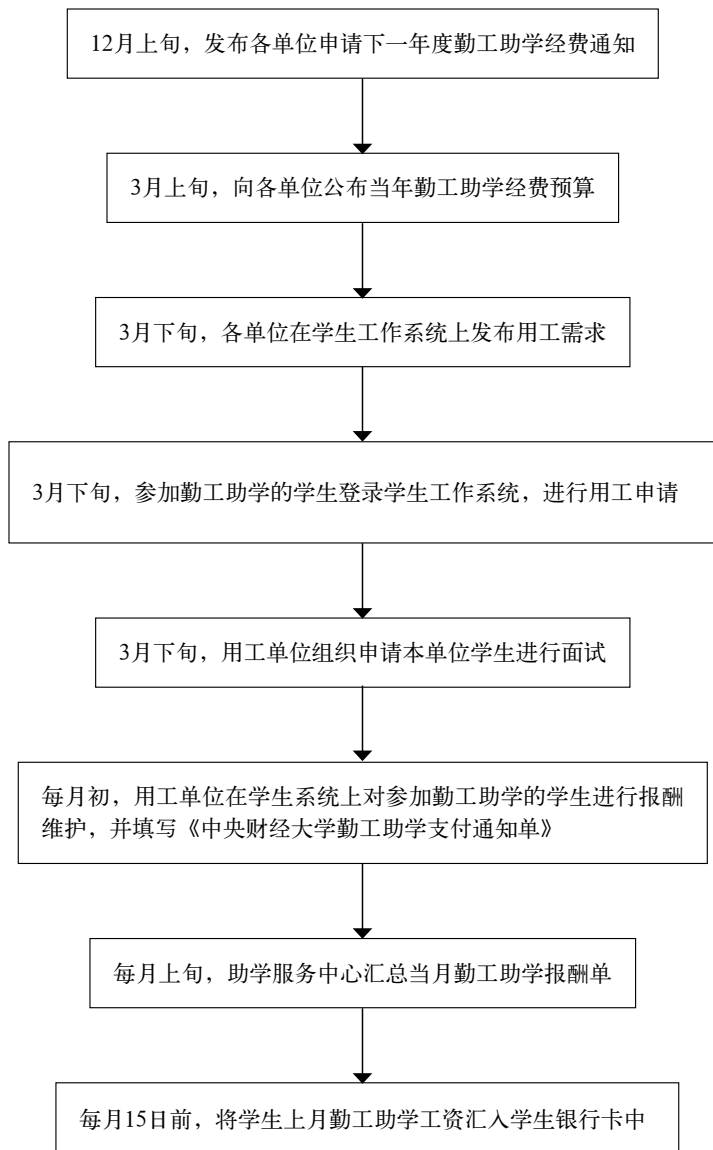 12月上旬，发布各单位申请下一年度勤工助学经费通知
3月上旬，向各单位公布当年勤工助学经费预算
3月下旬，各单位在学生工作系统上发布用工需求
3月下旬，参加勤工助学的学生登录学生工作系统，进行用工申请
3月下旬，用工单位组织申请本单位学生进行面试
每月初，用工单位在学生系统上对参加勤工助学的学生进行报酬
维护，并填写《中央财经大学勤工助学支付通知单》
每月上旬，助学服务中心汇总当月勤工助学报酬单
每月15日前，将学生上月勤工助学工资汇入学生银行卡中